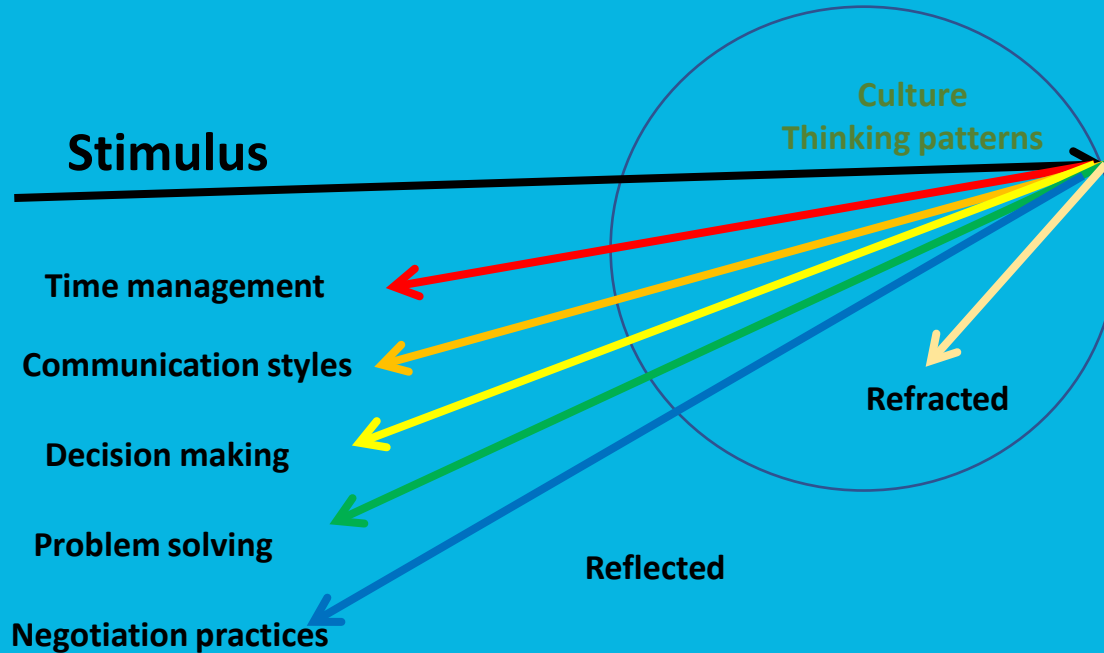 Culture
Thinking patterns
Stimulus
Time management
Communication styles
Refracted
Decision making
Problem solving
Reflected
Negotiation practices